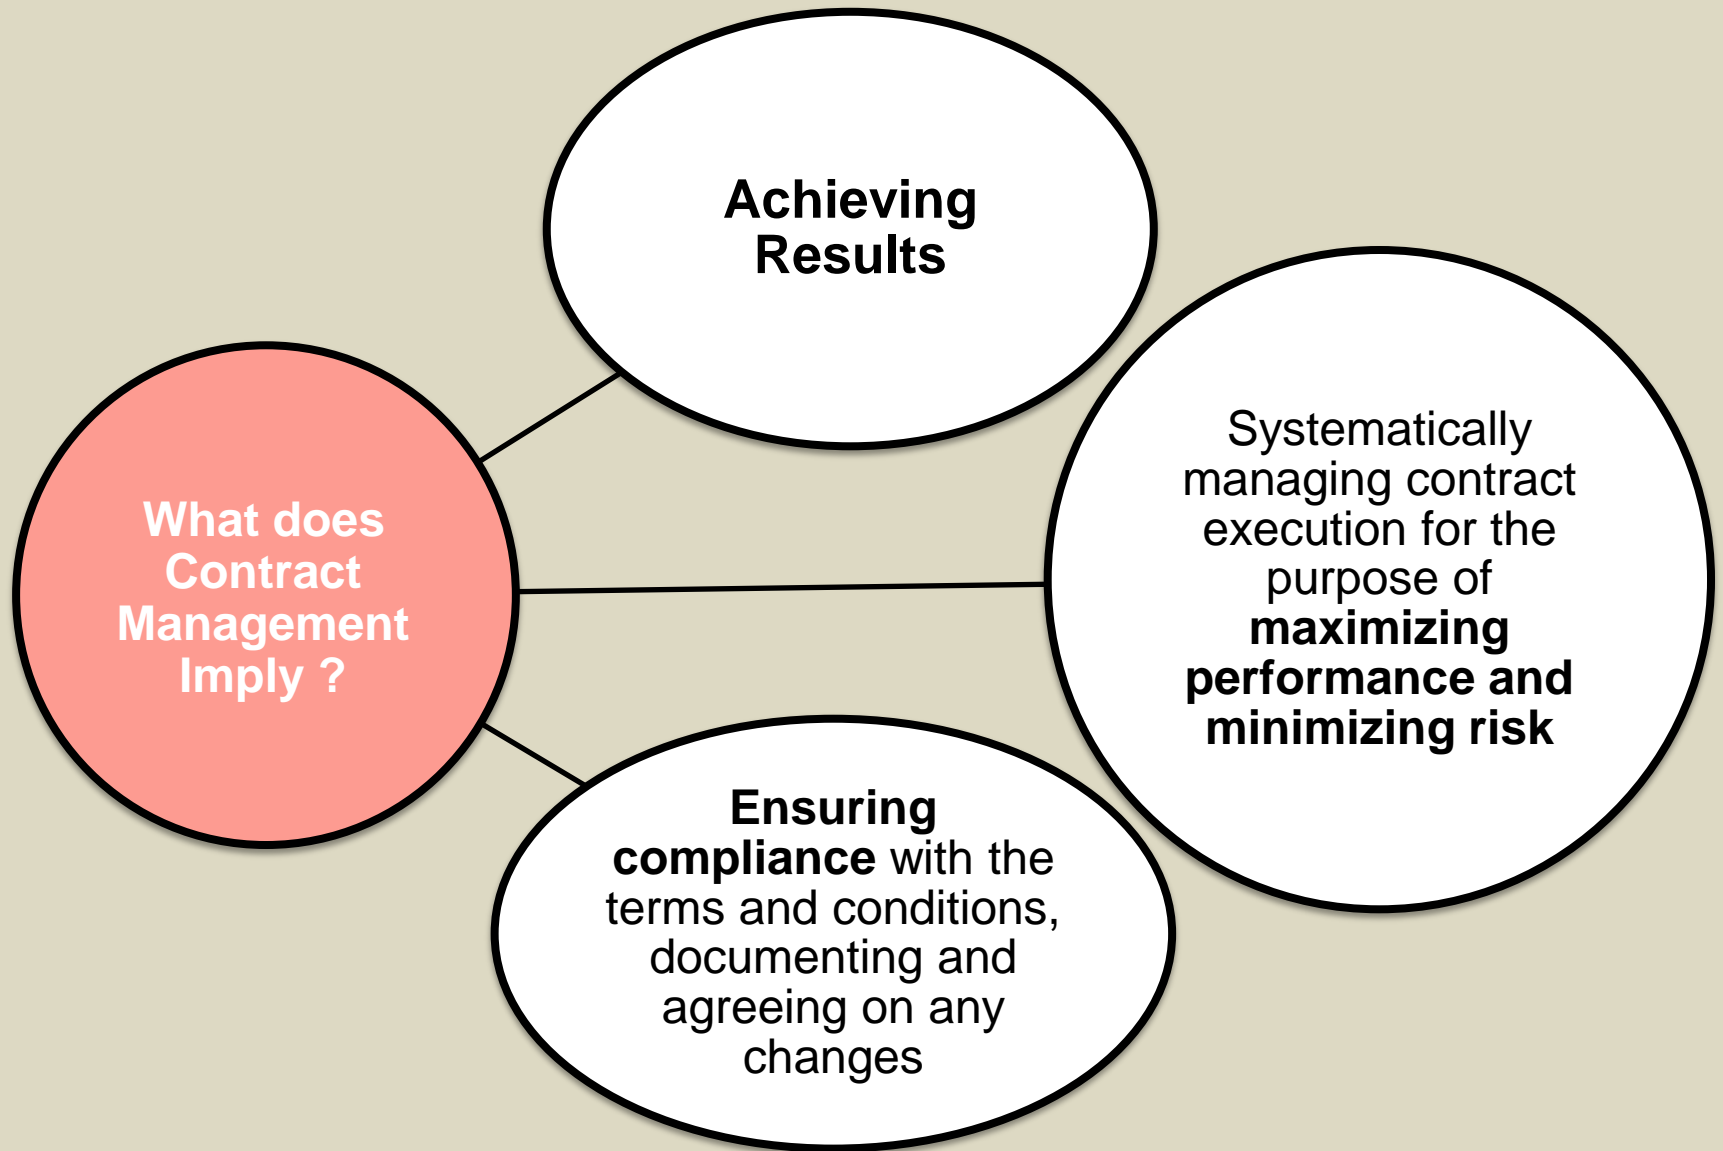 Achieving
Results
What does
Contract
Management
Imply ?
Systematically
managing contract
execution for the
purpose of
maximizing
performance and
minimizing risk
Ensuring
compliance with the
terms and conditions,
documenting and
agreeing on any
changes